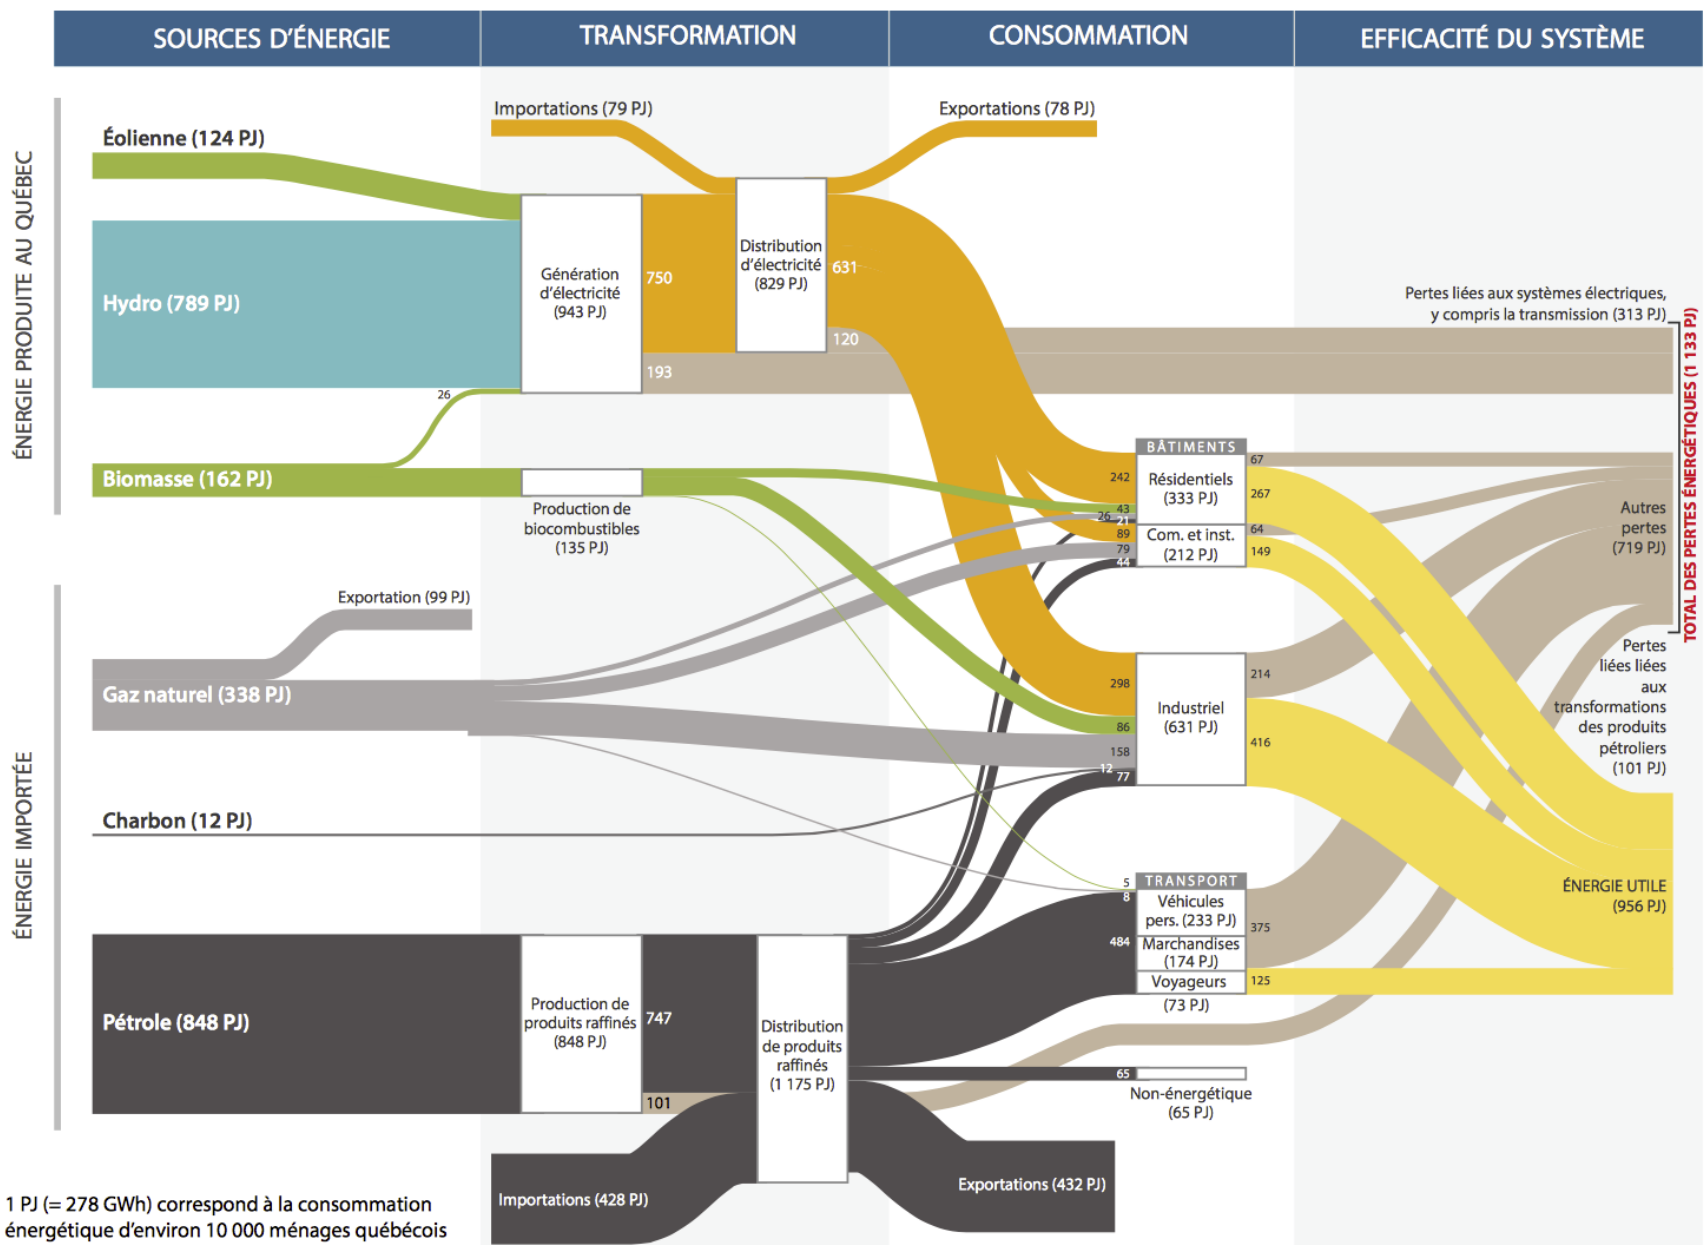 SOURCES D'ÉNERGIE
TRANSFORMATION
CONSOMMATION
EFFICACITÉ DU SYSTÈME
ÉNERGIE PRODUITE AU QUÉBEC
Éolienne (124 PJ)
Hydro (789 PJ)
26
Biomasse (162 PJ)
ÉNERGIE IMPORTÉE
Exportation (99 PJ)
Gaz naturel (338 PJ)
Charbon (12 PJ)
Pétrole (848 PJ)
Importations (79 PJ)
Génération
d'électricité
(943 PJ)
750
193
Distribution
d'électricité
(829 PJ)
631
120
Production de
biocombustibles
(135 PJ)
Production de
produits raffinés
(848 PJ)
747
101
Distribution
de produits
raffinés
(1 175 PJ)
Importations (428 PJ)
Exportations (78 PJ)
BÂTIMENTS
242
43
26
21
Résidentiels
(333 PJ)
67
267
89
79
44
Com. et inst.
(212 PJ)
64
149
298
86
158
12
77
Industriel
(631 PJ)
214
416
5
8
484
TRANSPORT
Véhicules
pers. (233 PJ)
Marchandises
(174 PJ)
Voyageurs
(73 PJ)
375
125
65
Non-énergétique
(65 PJ)
Exportations (432 PJ)
Pertes liées aux systèmes électriques,
y compris la transmission (313 PJ)
Autres
pertes
(719 PJ)
Pertes
liées liées
aux
transformations
des produits
pétroliers
(101 PJ)
TOTAL DES PERTES ÉNERGÉTIQUES (1 133 PJ)
ÉNERGIE UTILE
(956 PJ)
1 PJ (= 278 GWh) correspond à la consommation
énergétique d'environ 10 000 ménages québécois